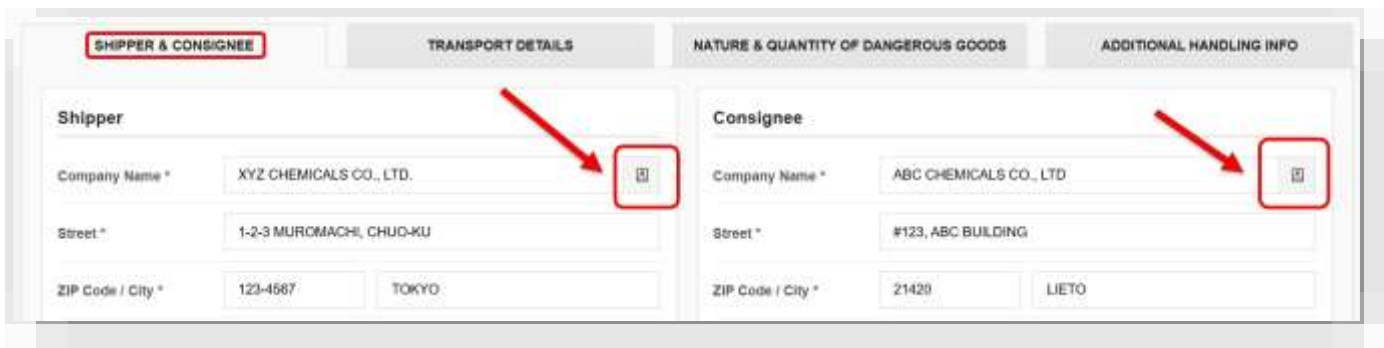 SHIPPER & CONSIGNEE
TRANSPORT DETAILS
NATURE & QUANTITY OF DANGEROUS GOODS
ADDITIONAL HANDLING INFO
Shipper
Company Name *
XYZ CHEMICALS CO., LTD.
Street *
1-2-3 MUROMACHI, CHUO-KU
ZIP Code / City *
123-4567
TOKYO
Consignee
Company Name *
ABC CHEMICALS CO., LTD
Street *
#123, ABC BUILDING
ZIP Code / City *
21420
LIETO